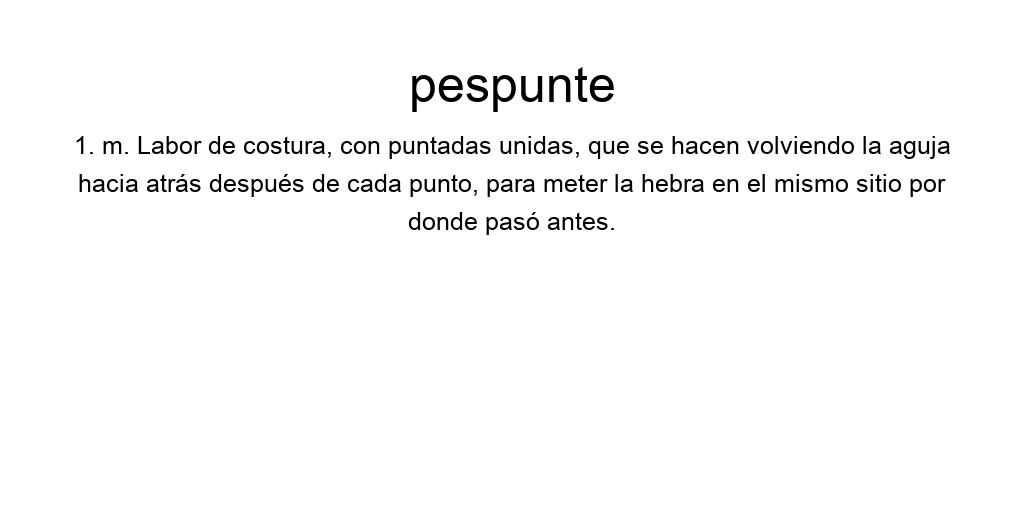 pespunte
1. m. Labor de costura, con puntadas unidas, que se hacen volviendo la aguja
hacia atrás después de cada punto, para meter la hebra en el mismo sitio por
donde pasó antes.